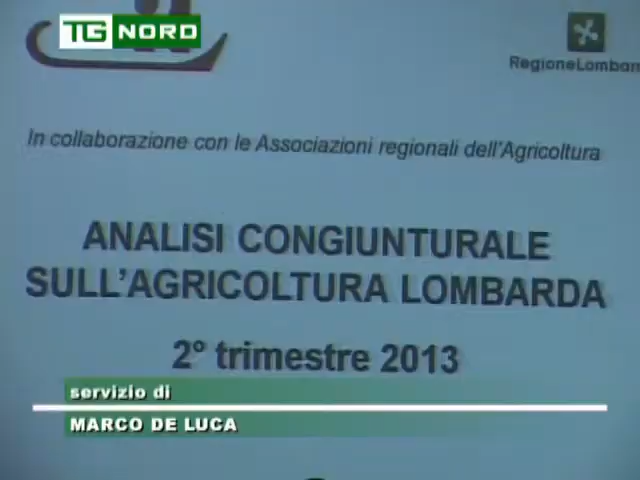 TG NORD
RegioneLombar
In collaborazione con le Associazioni regionali dell'Agricoltura
ANALISI CONGIUNTURALE
SULL'AGRICOLTURA LOMBARDA
2° trimestre 2013
servizio di
MARCO DE LUCA